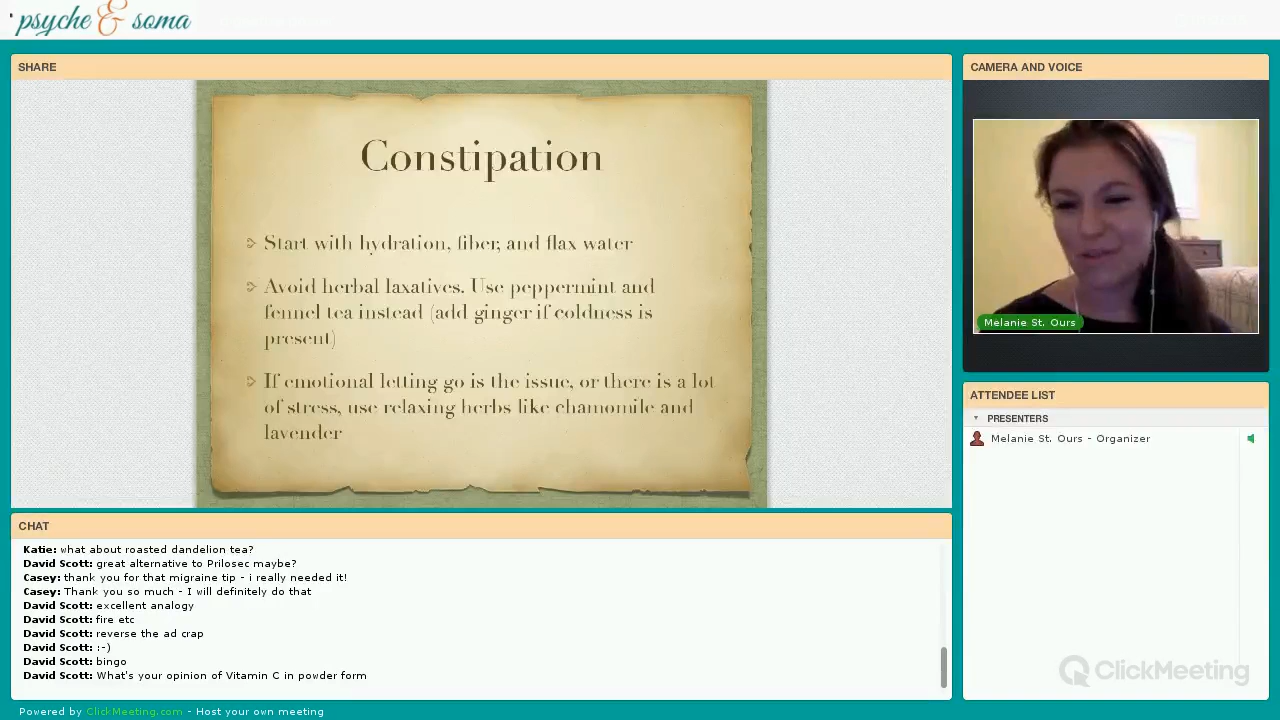 psyche & soma
SHARE
Constipation
Start with hydration, fiber, and flax water
Avoid herbal laxatives. Use peppermint and
fennel tea instead (add ginger if coldness is
present)
If emotional letting go is the issue, or there is a lot
of stress, use relaxing herbs like chamomile and
lavender
CAMERA AND VOICE
Melanie St. Ours
ATTENDEE LIST
PRESENTERS
Melanie St. Ours - Organizer
CHAT
Katie: what about roasted dandelion tea?
David Scott: great alternative to Prilosec maybe?
Casey: thank you for that migraine tip - i really needed it!
Casey: Thank you so much - I will definitely do that
David Scott: excellent analogy
David Scott: fire etc
David Scott: reverse the ad crap
David Scott: :-)
David Scott: bingo
David Scott: What's your opinion of Vitamin C in powder form
ClickMeeting
Powered by ClickMeeting.com - Host your own meeting